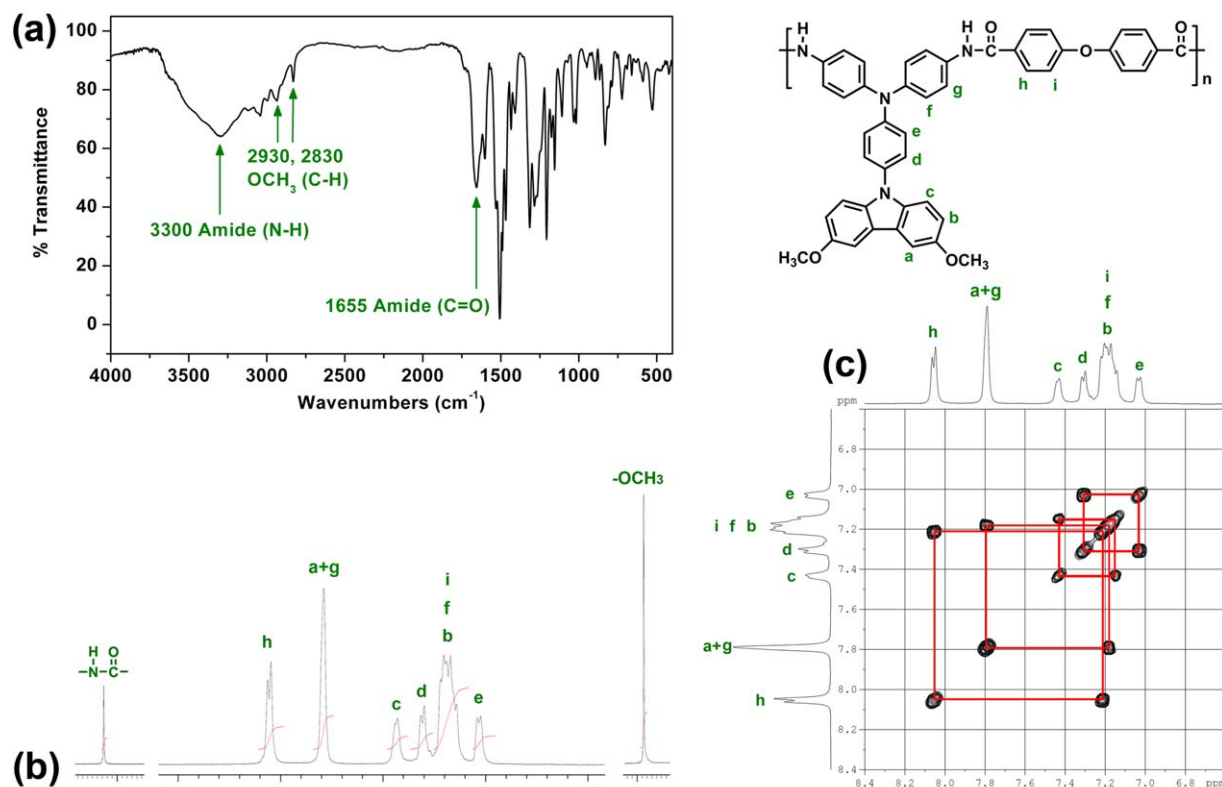 (a)
% Transmittance
100
80
60
40
20
0
2930, 2830
OCH3 (C-H)
3300 Amide (N-H)
1655 Amide (C=O)
4000 3500 3000 2500 2000 1500 1000 500
Wavenumbers (cm-1)
H
N
H
N
O
C
O
O
C
n
h
i
g
f
N
e
d
N
c
b
a
H3CO
OCH3
(b)
H
O
-N-C-
h
a+g
c
d
i
f
b
e
-OCH3
(c)
h
a+g
c
d
i
f
b
e
ppm
e
i f b
d
c
a+g
h
6.8
7.0
7.2
7.4
7.6
7.8
8.0
8.2
8.4
8.4 8.2 8.0 7.8 7.6 7.4 7.2 7.0 6.8 ppm